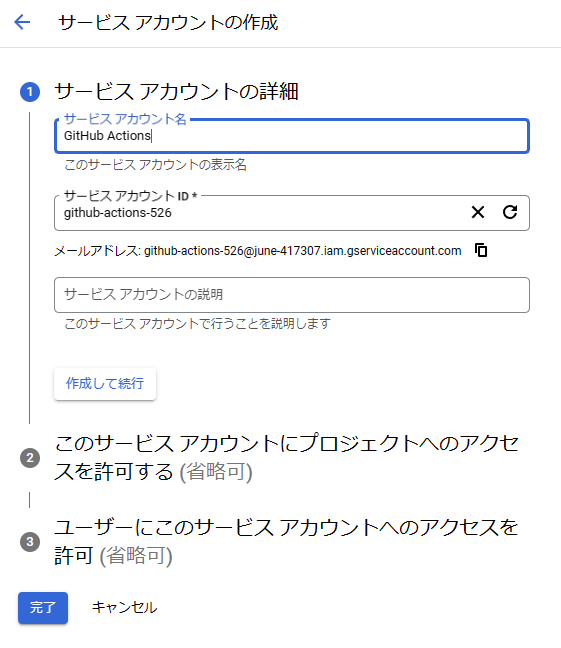 サービス アカウントの作成
1 サービス アカウントの詳細
サービス アカウント名
GitHub Actions
このサービス アカウントの表示名
サービス アカウント ID *
github-actions-526
メールアドレス: github-actions-526@june-417307.iam.gserviceaccount.com
サービス アカウントの説明
このサービス アカウントで行うことを説明します
作成して続行
2 このサービス アカウントにプロジェクトへのアクセ
スを許可する (省略可)
3 ユーザーにこのサービス アカウントへのアクセスを
許可 (省略可)
完了 キャンセル